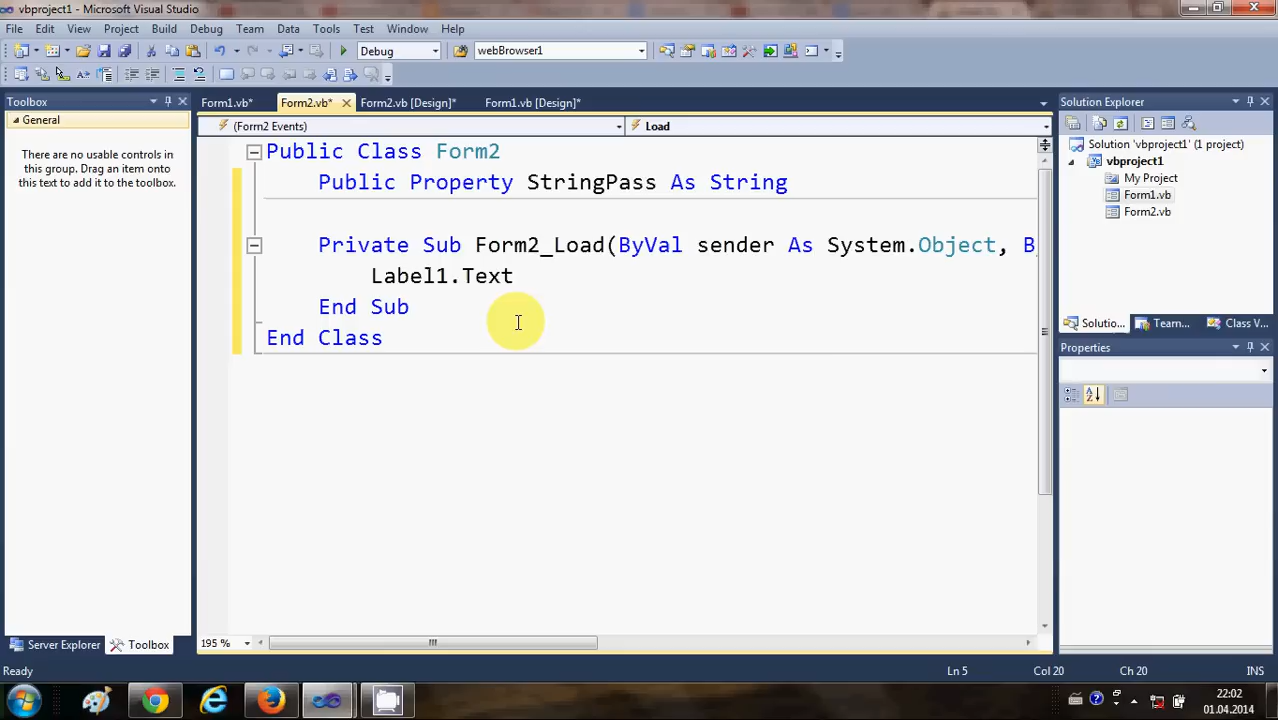 vbproject1 - Microsoft Visual Studio
File Edit View Project Build Debug Team Data Tools Test Window Help
Debug webBrowser1
Toolbox
General
There are no usable controls in
this group. Drag an item onto
this text to add it to the toolbox.
Server Explorer Toolbox
Form1.vb* Form2.vb* Form2.vb [Design]* Form1.vb [Design]*
(Form2 Events) Load
Public Class Form2
Public Property StringPass As String
Private Sub Form2_Load(ByVal sender As System.Object, B
Label1.Text
End Sub
End Class
195 %
Solution Explorer
Solution 'vbproject1' (1 project)
vbproject1
My Project
Form1.vb
Form2.vb
Solutio... Team... Class V...
Properties
Ready Ln 5 Col 20 Ch 20 INS
22:02
01.04.2014